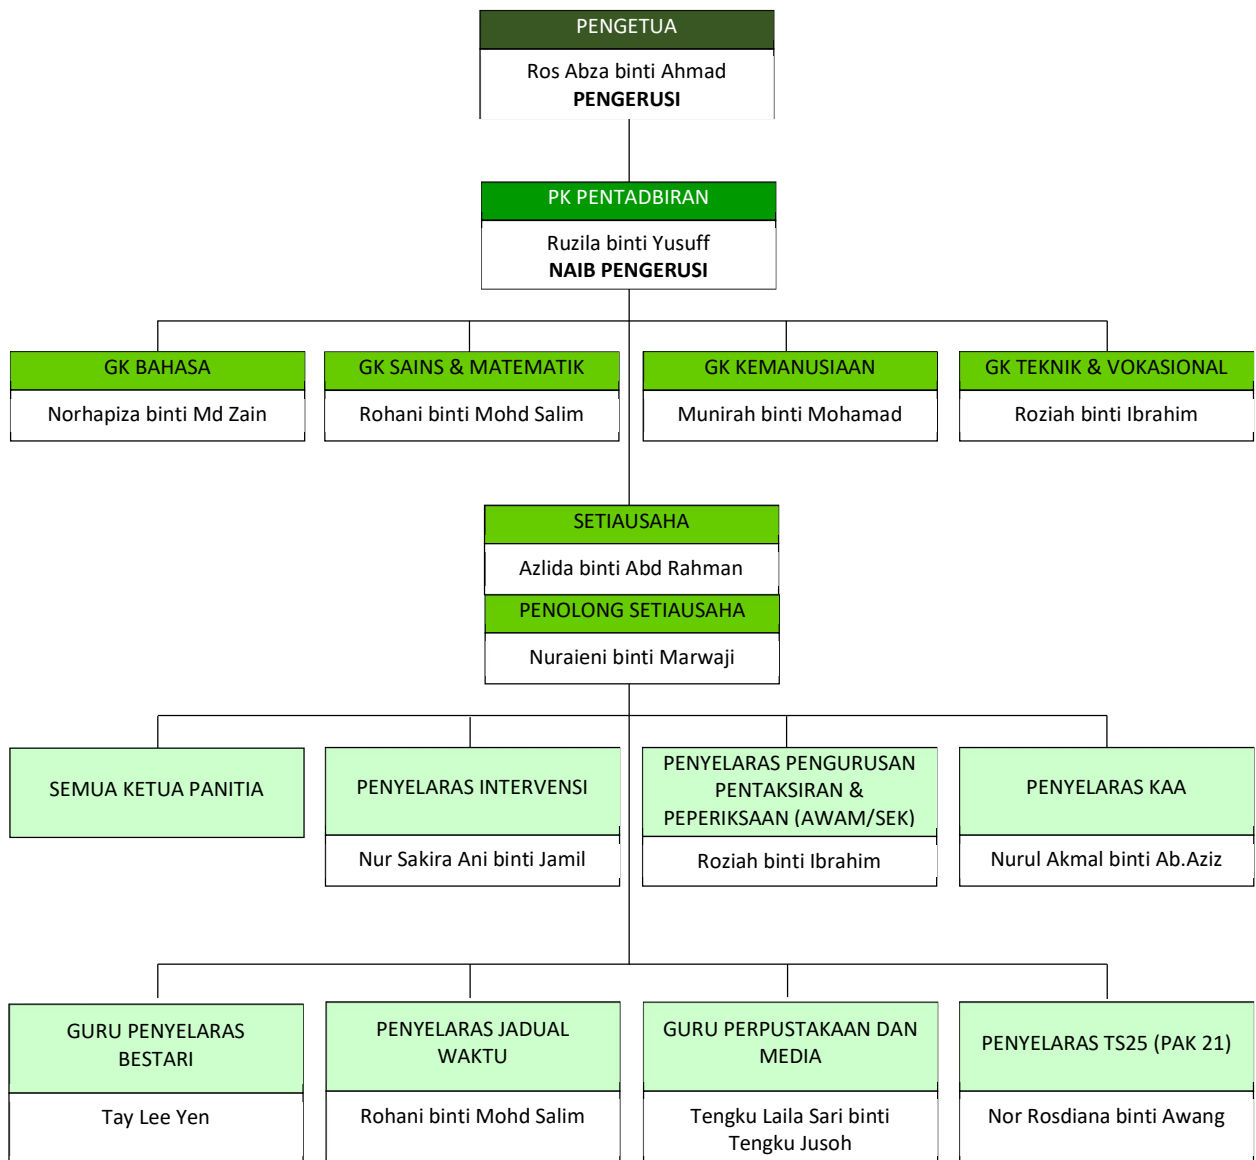 PENGETUA
Ros Abza binti Ahmad
PENGERUSI
PK PENTADBIRAN
Ruzila binti Yusuff
NAIB PENGERUSI
GK BAHASA
Norhapiza binti Md Zain
GK SAINS & MATEMATIK
Rohani binti Mohd Salim
GK KEMANUSIAAN
Munirah binti Mohamad
GK TEKNIK & VOKASIONAL
Roziah binti Ibrahim
SETIAUSAHA
Azlida binti Abd Rahman
PENOLONG SETIAUSAHA
Nuraieni binti Marwaji
SEMUA KETUA PANITIA
PENYELARAS INTERVENSI
Nur Sakira Ani binti Jamil
PENYELARAS PENGURUSAN
PENTAKSIRAN &
PEPERIKSAAN (AWAM/SEK)
Roziah binti Ibrahim
PENYELARAS KAA
Nurul Akmal binti Ab.Aziz
GURU PENYELARAS
BESTARI
Tay Lee Yen
PENYELARAS JADUAL
WAKTU
Rohani binti Mohd Salim
GURU PERPUSTAKAAN DAN
MEDIA
Tengku Laila Sari binti
Tengku Jusoh
PENYELARAS TS25 (PAK 21)
Nor Rosdiana binti Awang